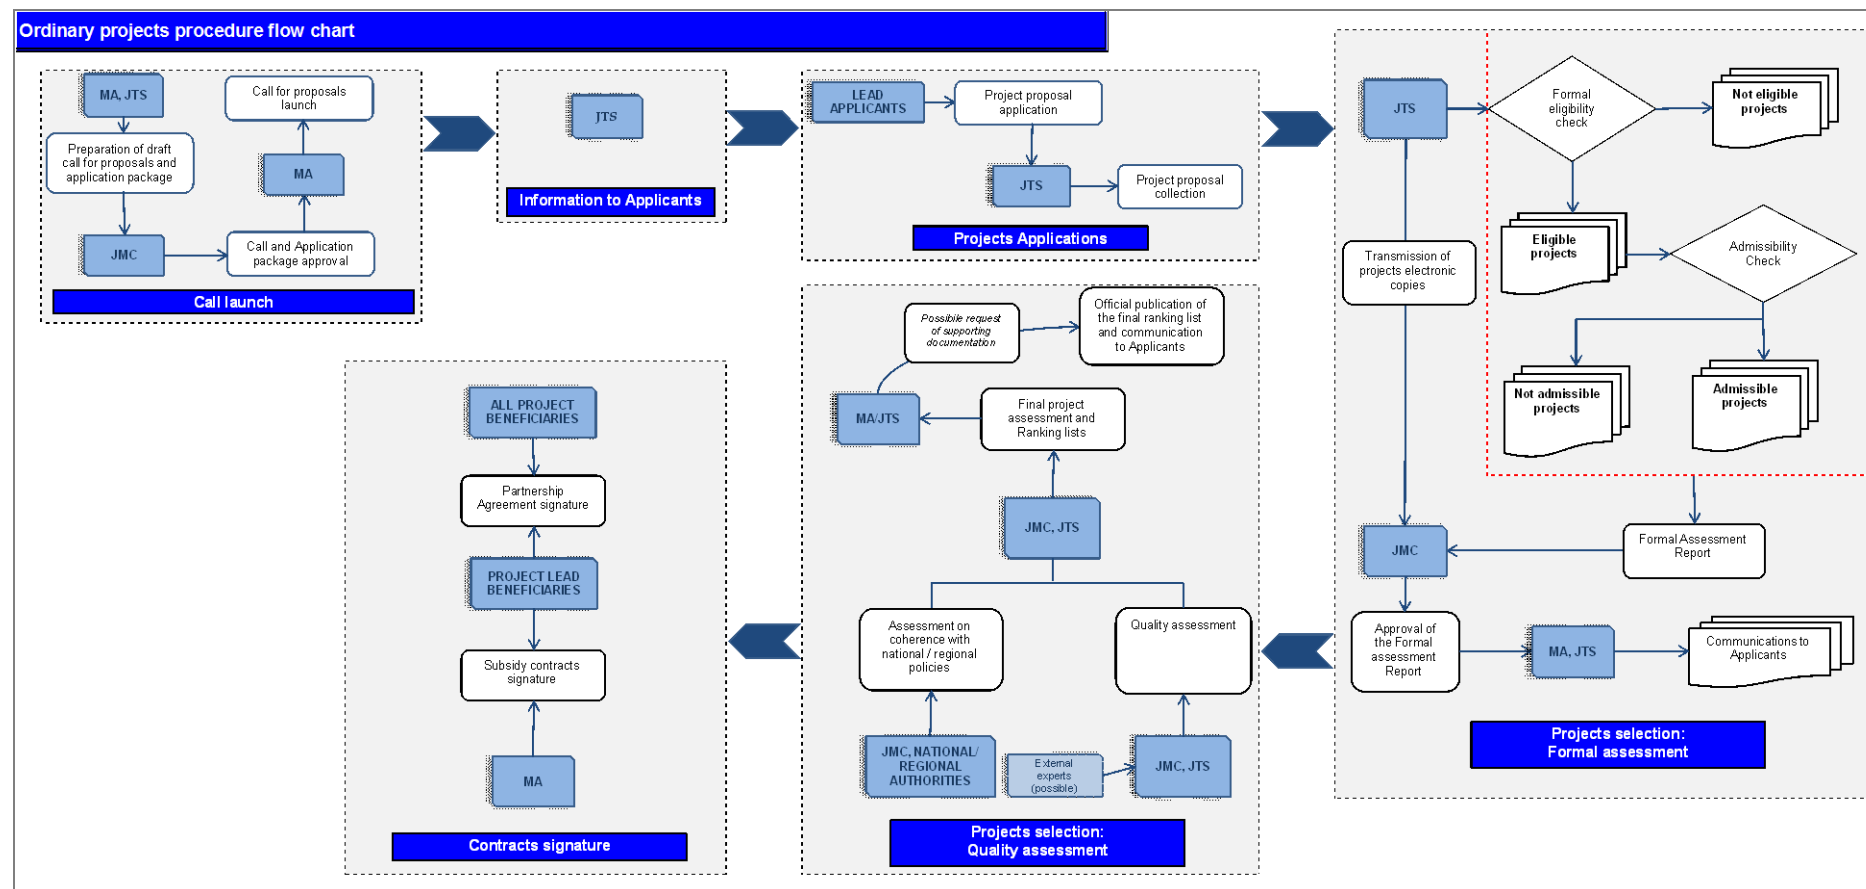 Ordinary projects procedure flow chart
MA, JTS
Preparation of draft
call for proposals and
application package
JMC
Call and Application
package approval
MA
Call for proposals
launch
Call launch
JTS
Information to Applicants
LEAD
APPLICANTS
Project proposal
application
JTS
Project proposal
collection
Projects Applications
JTS
Formal
eligibility
check
Not eligible
projects
Eligible
projects
Admissibility
Check
Not admissible
projects
Admissible
projects
Transmission of
projects electronic
copies
Formal Assessment
Report
JMC
Approval of
the Formal
assessment
Report
MA, JTS
Communications to
Applicants
Projects selection:
Formal assessment
Possibile request
of supporting
documentation
Official publication of
the final ranking list
and communication
to Applicants
MA/JTS
Final project
assessment and
Ranking lists
JMC, JTS
Assessment on
coherence with
national / regional
policies
Quality assessment
JMC, NATIONAL/
REGIONAL
AUTHORITIES
External
experts
(possible)
JMC, JTS
Projects selection:
Quality assessment
ALL PROJECT
BENEFICIARIES
Partnership
Agreement signature
PROJECT LEAD
BENEFICIARIES
Subsidy contracts
signature
MA
Contracts signature